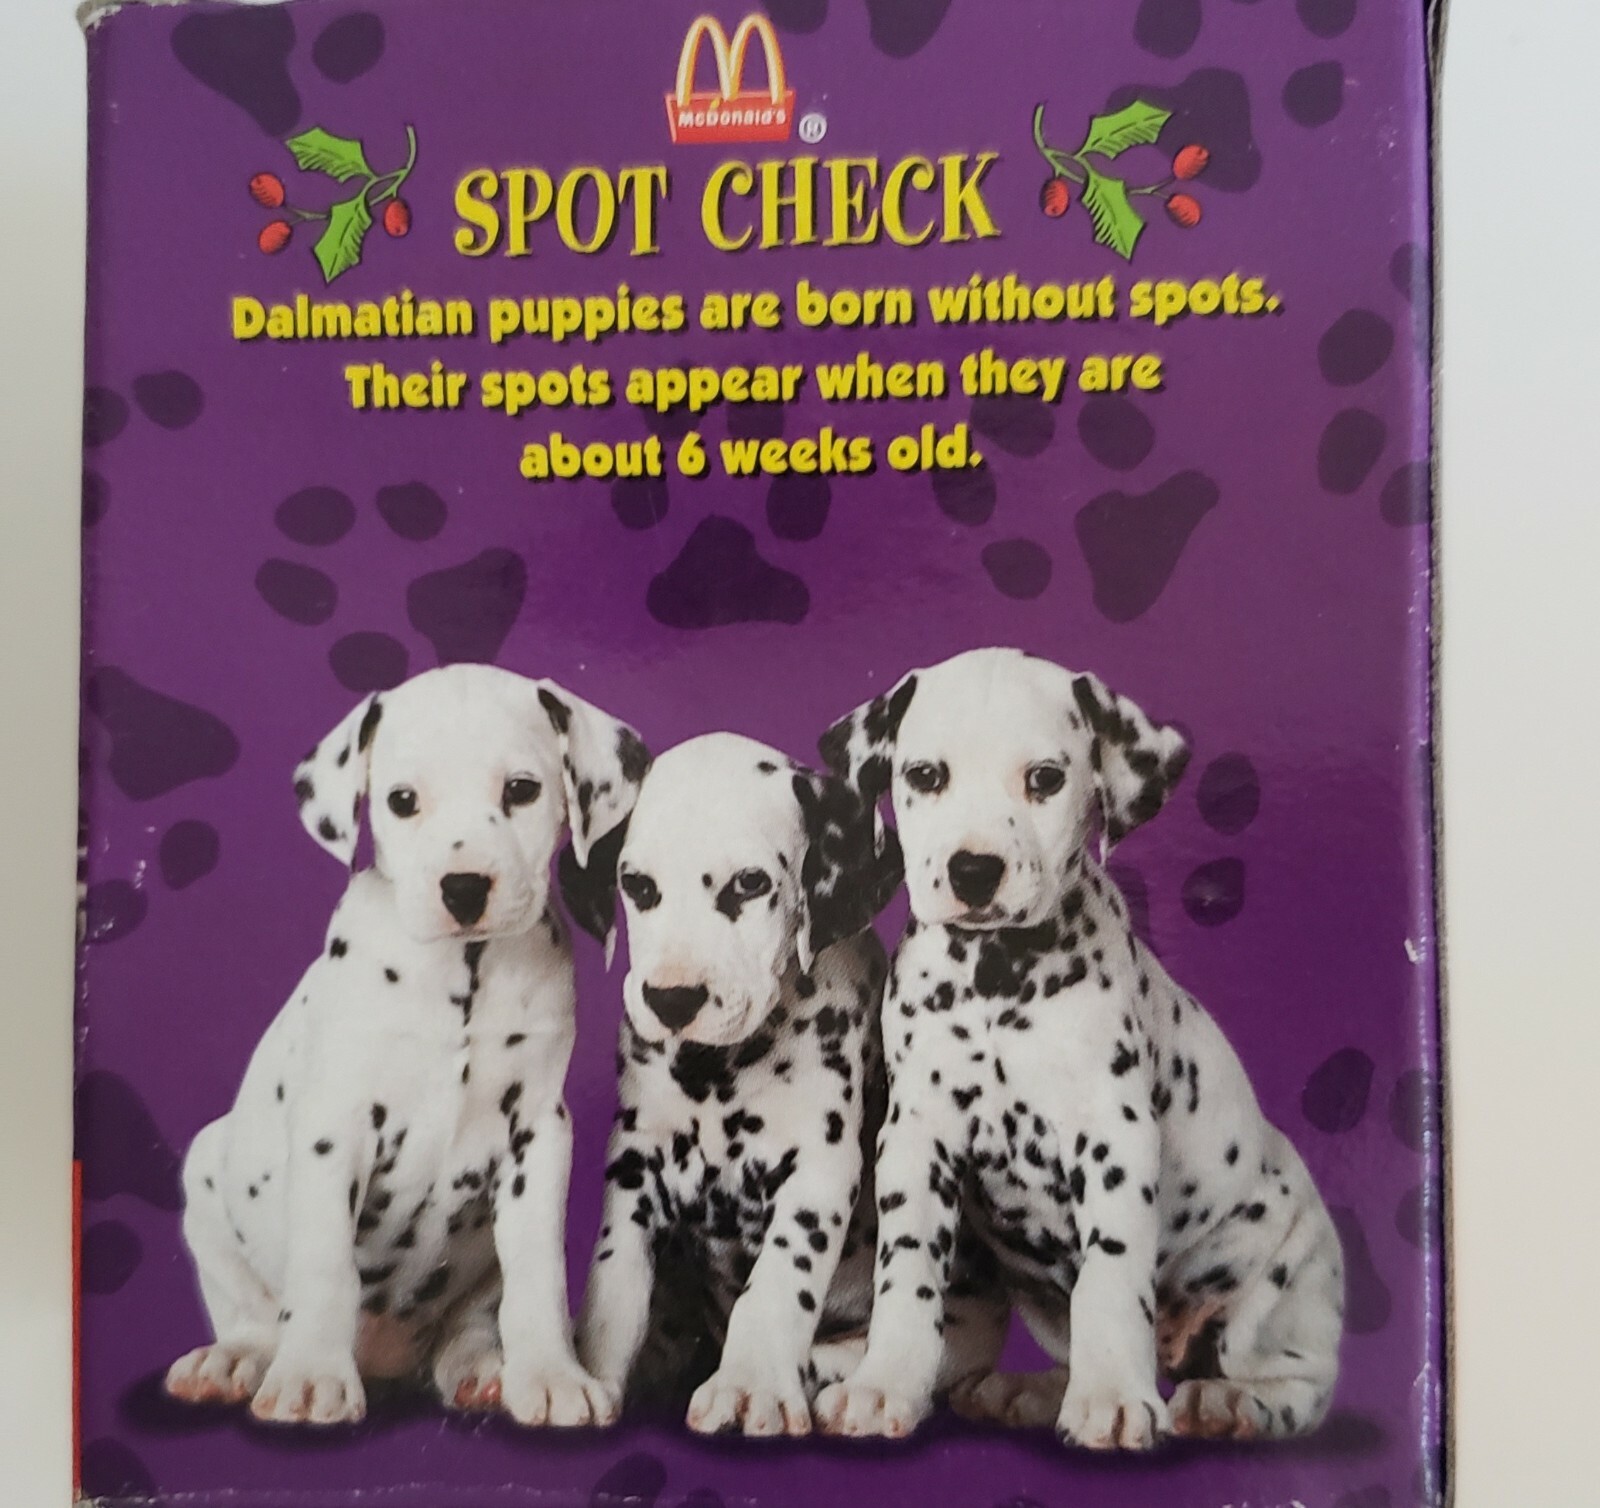 McDonald's ®
SPOT CHECK
Dalmatian puppies are born without spots.
Their spots appear when they are
about 6 weeks old.